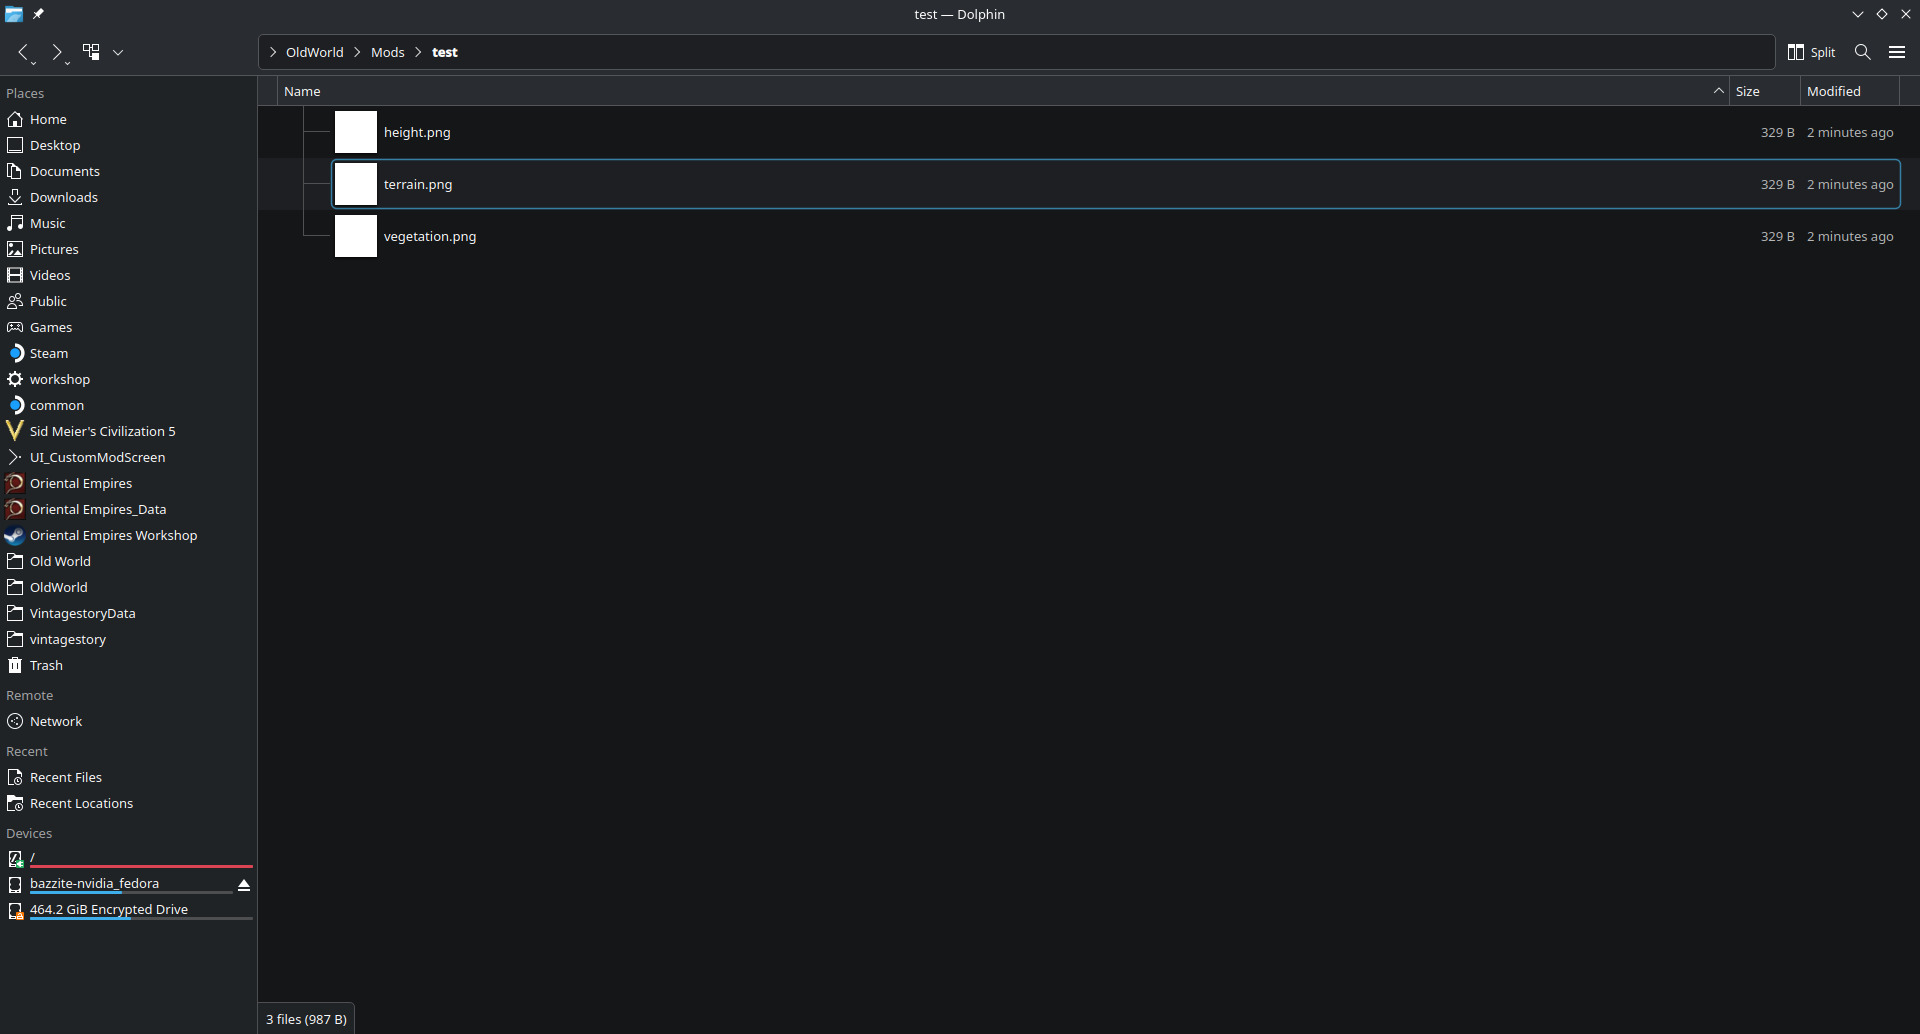 test — Dolphin
OldWorld Mods test
Split
Places
Home
Desktop
Documents
Downloads
Music
Pictures
Videos
Public
Games
Steam
workshop
common
Sid Meier's Civilization 5
UI_CustomModScreen
Oriental Empires
Oriental Empires_Data
Oriental Empires Workshop
Old World
OldWorld
VintagestoryData
vintagestory
Trash
Remote
Network
Recent
Recent Files
Recent Locations
Devices
/
bazzite-nvidia_fedora
464.2 GiB Encrypted Drive
Name Size Modified
height.png 329 B 2 minutes ago
terrain.png 329 B 2 minutes ago
vegetation.png 329 B 2 minutes ago
3 files (987 B)